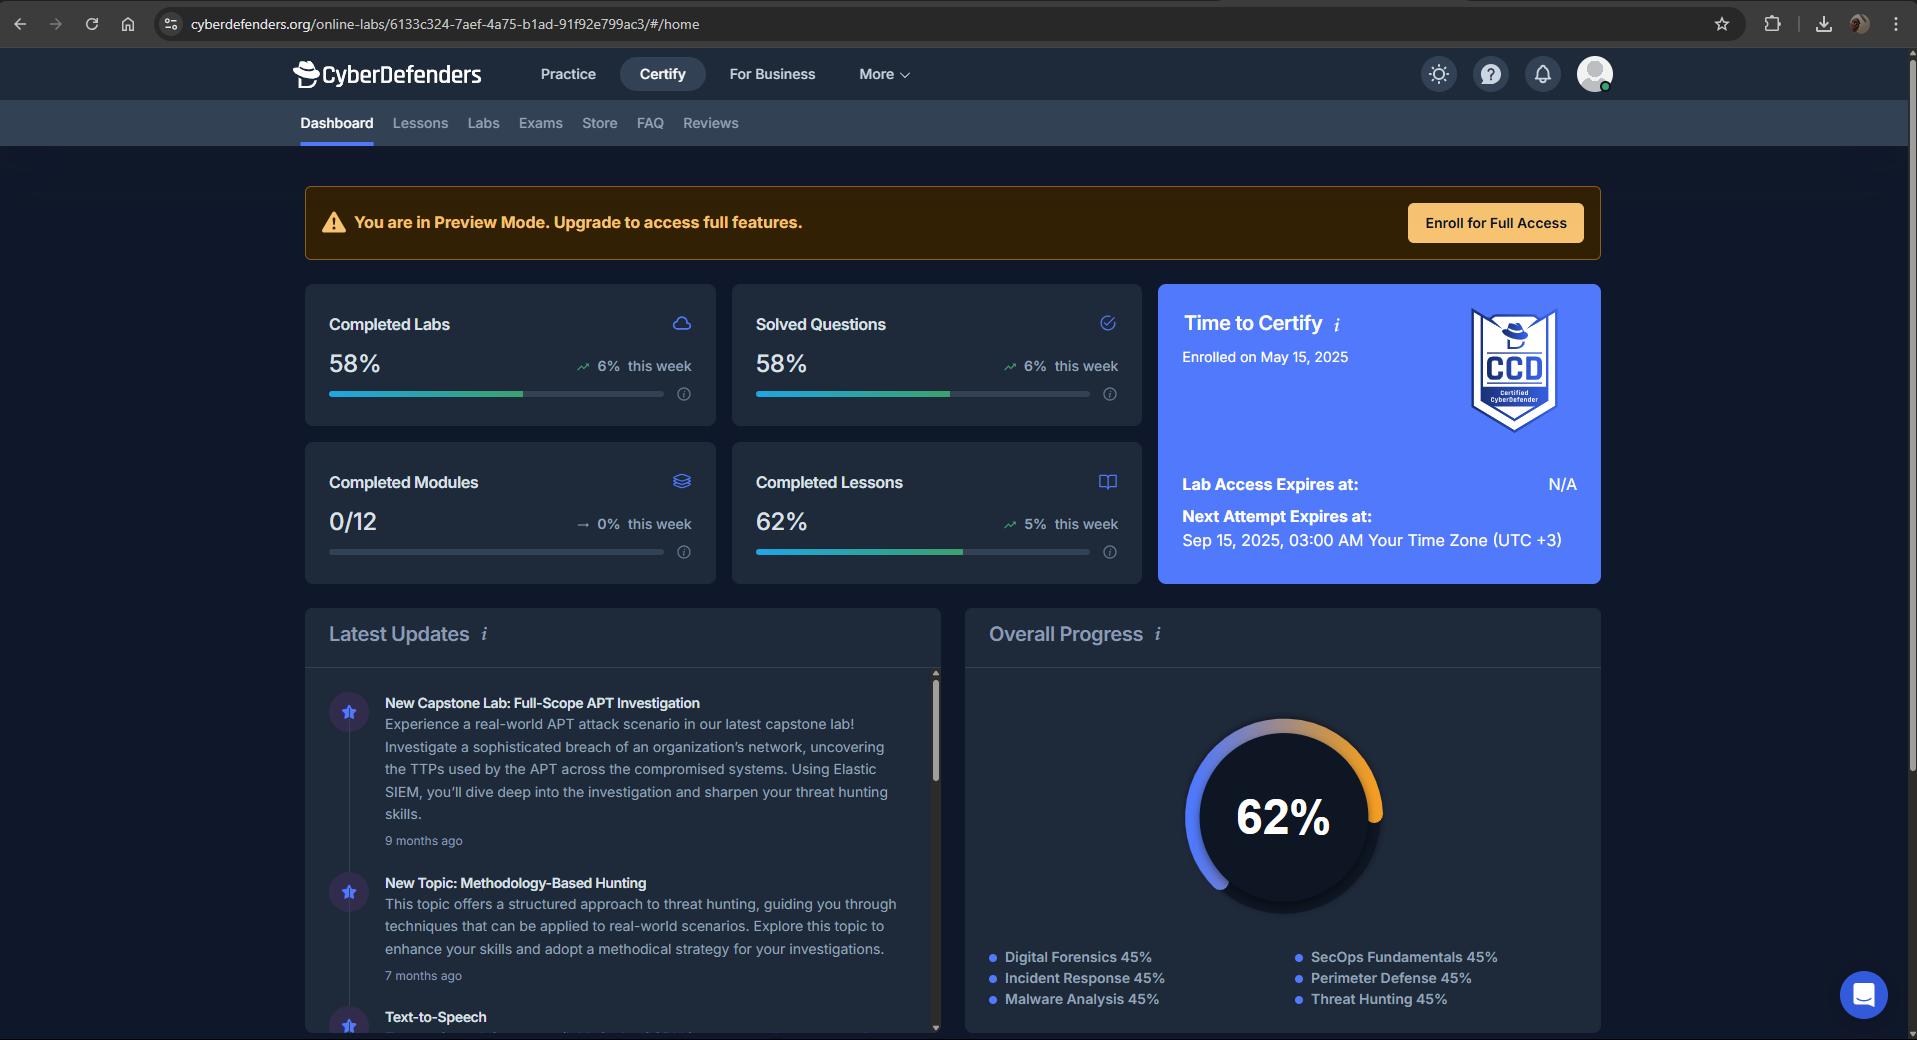 cyberdefenders.org/online-labs/6133c324-7aef-4a75-b1ad-91f92e799ac3/#/home
CyberDefenders
Practice
Certify
For Business
More
Dashboard
Lessons
Labs
Exams
Store
FAQ
Reviews
You are in Preview Mode. Upgrade to access full features.
Enroll for Full Access
Completed Labs
58%
6% this week
Solved Questions
58%
6% this week
Time to Certify i
Enrolled on May 15, 2025
CCD
Certified
CyberDefender
Lab Access Expires at:
N/A
Next Attempt Expires at:
Sep 15, 2025, 03:00 AM Your Time Zone (UTC +3)
Completed Modules
0/12
0% this week
Completed Lessons
62%
5% this week
Latest Updates i
New Capstone Lab: Full-Scope APT Investigation
Experience a real-world APT attack scenario in our latest capstone lab!
Investigate a sophisticated breach of an organization's network, uncovering
the TTPs used by the APT across the compromised systems. Using Elastic
SIEM, you'll dive deep into the investigation and sharpen your threat hunting
skills.
9 months ago
New Topic: Methodology-Based Hunting
This topic offers a structured approach to threat hunting, guiding you through
techniques that can be applied to real-world scenarios. Explore this topic to
enhance your skills and adopt a methodical strategy for your investigations.
7 months ago
Text-to-Speech
Overall Progress i
62%
Digital Forensics 45%
Incident Response 45%
Malware Analysis 45%
SecOps Fundamentals 45%
Perimeter Defense 45%
Threat Hunting 45%